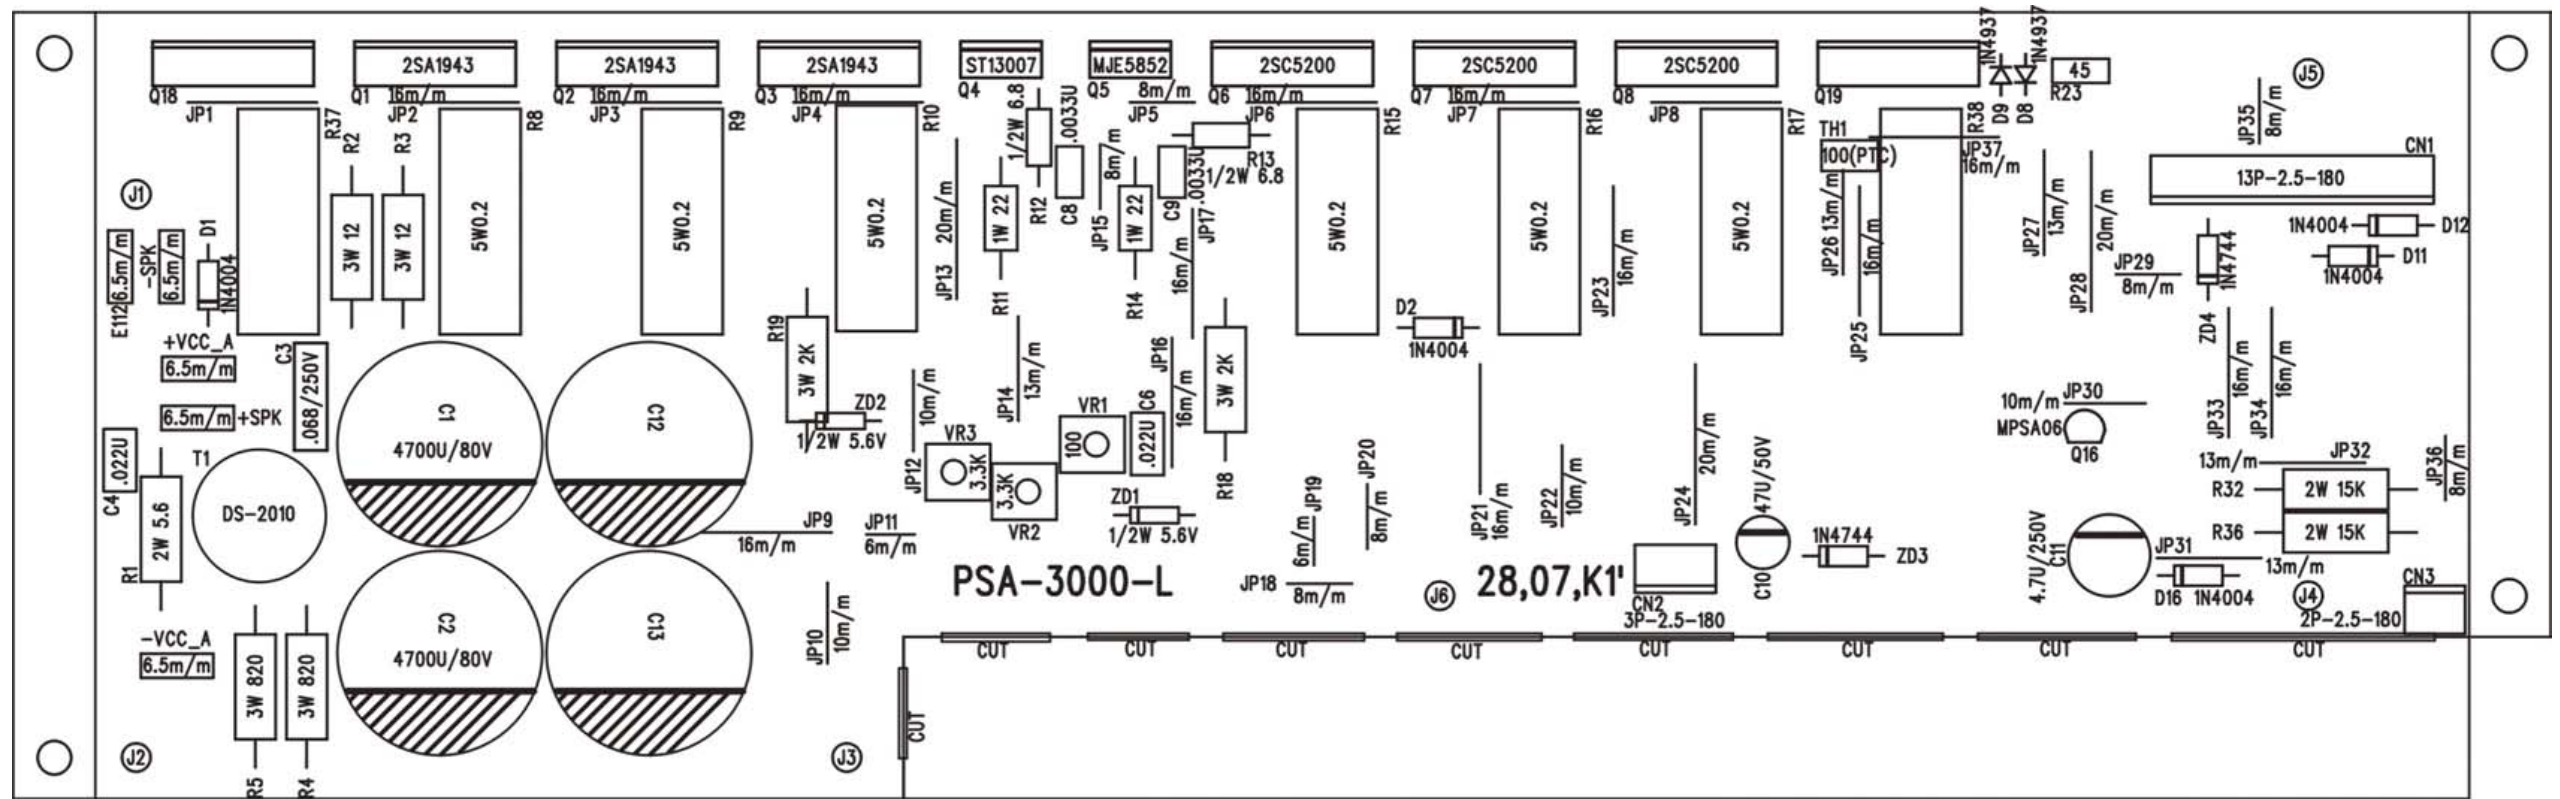 1N4937
1N4937
2SA1943
2SA1943
2SA1943
ST13007
MJE5852
2SC5200
2SC5200
2SC5200
45
J5
Q18
Q1
16m/m
Q2
16m/m
Q3
16m/m
Q4
Q5
8m/m
Q6
16m/m
Q7
16m/m
Q8
Q19
D9
D8
R23
JP1
R37
JP2
R8
JP3
R9
JP4
R10
1/2W 6.8
.0033U
JP5
JP6
R15
JP7
R16
JP8
R17
TH1
R38
JP35
8m/m
CN1
R2
R3
R12
C8
JP15
8m/m
C9
.0033U
R13
1/2W 6.8
100(PTC)
JP37
16m/m
13P-2.5-180
J1
D1
1N4004
E112
6.5m/m
-SPK
6.5m/m
3W 12
3W 12
5W0.2
5W0.2
5W0.2
JP13
20m/m
1W 22
R11
1W 22
R14
JP17
16m/m
5W0.2
5W0.2
JP23
16m/m
5W0.2
JP26
13m/m
JP25
16m/m
JP27
13m/m
JP28
20m/m
JP29
8m/m
1N4744
ZD4
1N4004
D12
D11
1N4004
+VCC_A
6.5m/m
C3
.068/250V
6.5m/m
+SPK
R19
3W 2K
ZD2
1/2W 5.6V
10m/m
JP12
JP14
13m/m
JP16
16m/m
3W 2K
R18
D2
1N4004
JP33
16m/m
JP34
16m/m
C1
4700U/80V
C12
VR3
3.3K
VR1
100
C6
.022U
3.3K
VR2
JP30
10m/m
MPSA06
Q16
C4
.022U
T1
DS-2010
R1
2W 5.6
ZD1
1/2W 5.6V
JP9
16m/m
JP11
6m/m
JP19
6m/m
JP20
8m/m
JP21
16m/m
JP22
10m/m
JP24
20m/m
47U/50V
C10
1N4744
ZD3
4.7U/250V
C11
13m/m
JP32
JP36
8m/m
R32
2W 15K
R36
2W 15K
JP31
13m/m
D16
1N4004
J4
CN3
2P-2.5-180
PSA-3000-L
JP18
8m/m
J6
28,07,K1'
CN2
3P-2.5-180
C2
4700U/80V
C13
JP10
10m/m
-VCC_A
6.5m/m
CUT
CUT
CUT
CUT
CUT
CUT
CUT
CUT
3W 820
3W 820
CUT
J2
R5
R4
J3